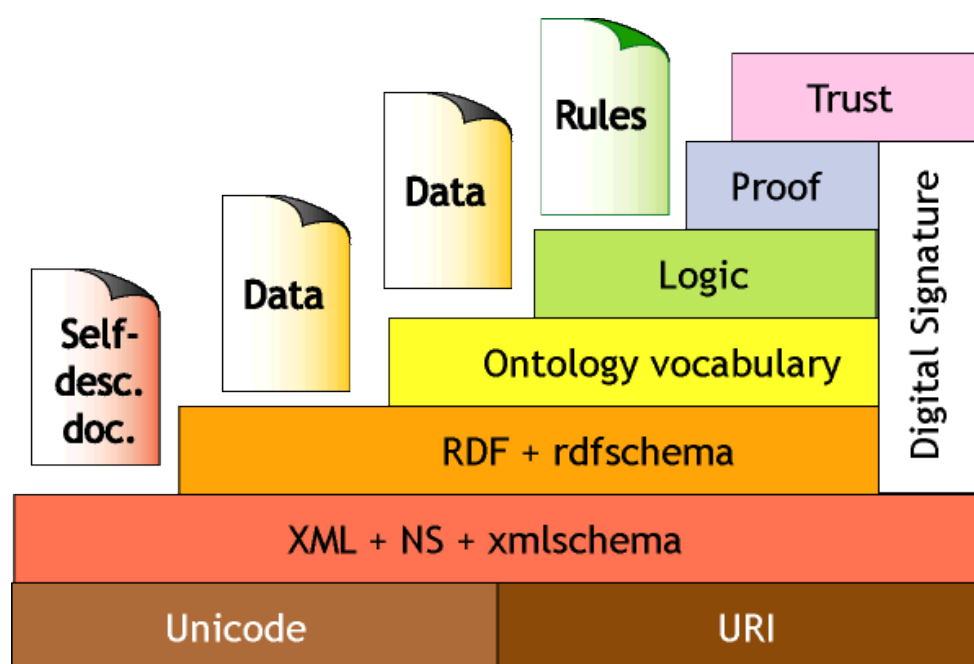 Rules
Trust
Data
Proof
Data
Logic
Self-
desc.
doc.
Ontology vocabulary
Digital Signature
RDF + rdfschema
XML + NS + xmlschema
Unicode
URI